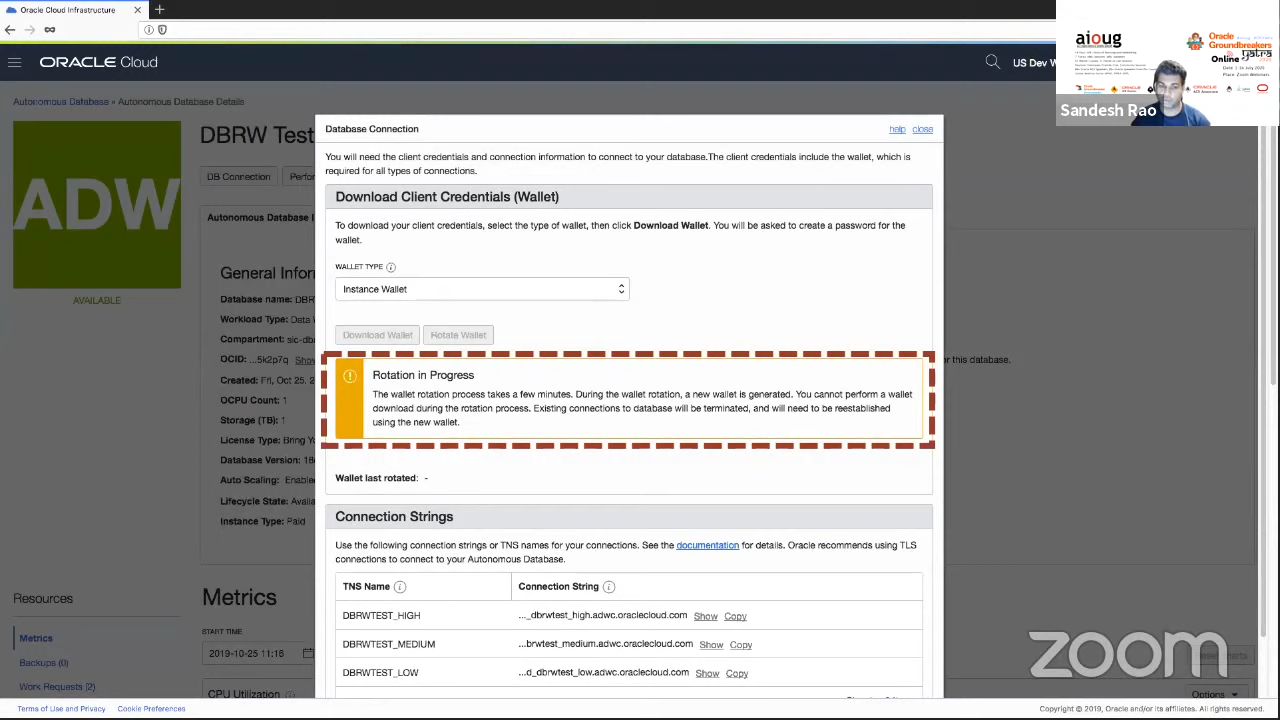 Oracle Cloud Infrastructure
ORACLE Cloud
US Dev W
Autonomous Database » Autonomous Database Details
ADW
AVAILABLE
DBRW Test
DB Connection
Perfor
Autonomous Database I
General Infor
Database name: DBR
Workload Type: Data W
Compartment: sic-db
OCID: ...5k2p7q Show
Created: Fri, Oct 25, 2
OCPU Count: 1
Storage (TB): 1
License Type: Bring Y
Database Version: 18
Auto Scaling: Enable
Lifecycle State: Availa
Instance Type: Paid
or this database.
Resources
Metrics
Backups (0)
Work Requests (2)
Metrics
START TIME
2019-10-25 11:16
CPU Utilization
Options
Database Connection
help close
You will need the client credentials and connection information to connect to your database.The client credentials include the wallet, which is
required for all types of connections.
Download Client Credentials (Wallet)
To download your client credentials, select the type of wallet, then click Download Wallet. You will be asked to create a password for the
wallet.
WALLET TYPE
Instance Wallet
Download Wallet Rotate Wallet
Rotation in Progress
The wallet rotation process takes a few minutes. During the wallet rotation, a new wallet is generated. You cannot perform a wallet
download during the rotation process. Existing connections to database will be terminated, and will need to be reestablished
using the new wallet.
Wallet last rotated: -
Connection Strings
Use the following connection strings or TNS names for your connections. See the documentation for details. Oracle recommends using TLS
connections to connect to your Autonomous Database.
TNS Name Connection String
DBRWTEST_HIGH ..._dbrwtest_high.adwc.oraclecloud.com Show Copy
DBRWTEST_MEDIUM ...brwtest_medium.adwc.oraclecloud.com Show Copy
DBRWTEST_LOW ...d_dbrwtest_low.adwc.oraclecloud.com Show Copy
Terms of Use and Privacy Cookie Preferences
Copyright © 2019, Oracle and/or its affiliates. All rights reserved.
aioug
Oracle
Groundbreakers
Online yatra
2020
Place: Zoom Webinars
ORACLE
Sandesh Rao
zoom